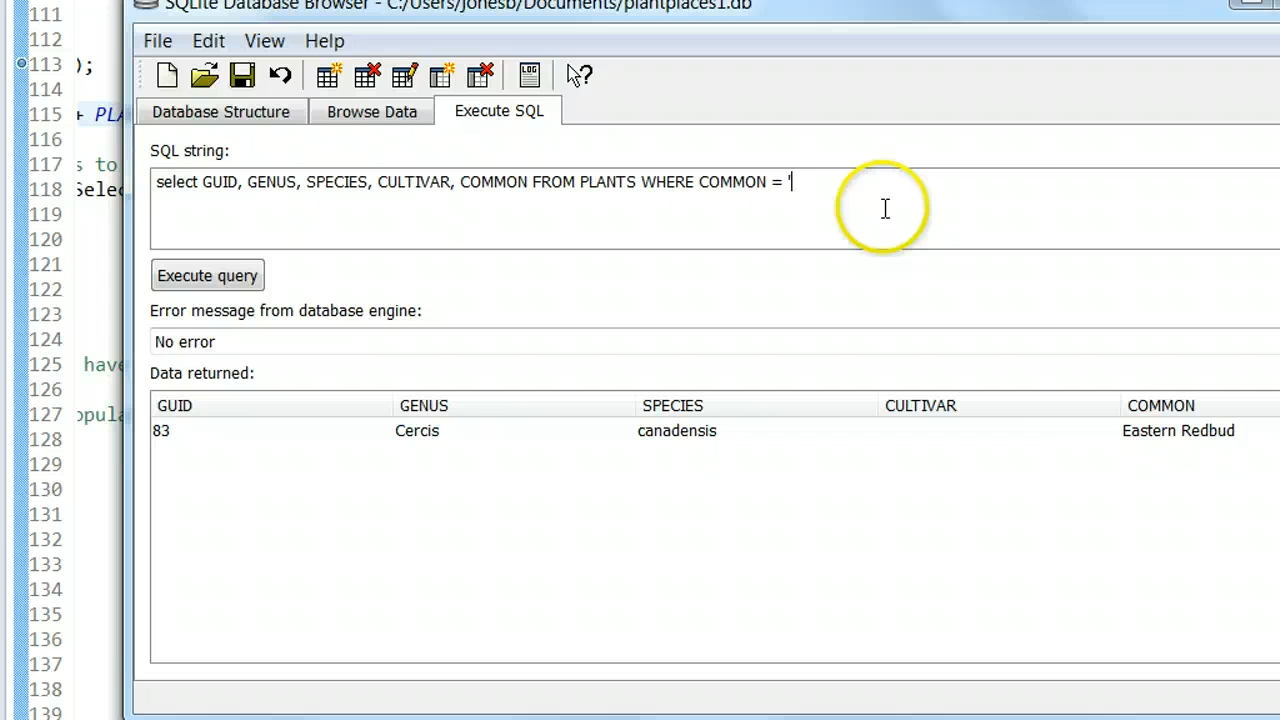 SQLite Database Browser - C:/Users/jonesb/Documents/plantplaces1.db
File Edit View Help
LOG
Database Structure Browse Data Execute SQL
SQL string:
select GUID, GENUS, SPECIES, CULTIVAR, COMMON FROM PLANTS WHERE COMMON = '
Execute query
Error message from database engine:
No error
Data returned:
GUID GENUS SPECIES CULTIVAR COMMON
83 Cercis canadensis Eastern Redbud
111
112
113 );
114
115 + PLA
116
117 s to
118 Selec
119
120
121
122
123
124
125 have
126
127 opula
128
129
130
131
132
133
134
135
136
137
138
139